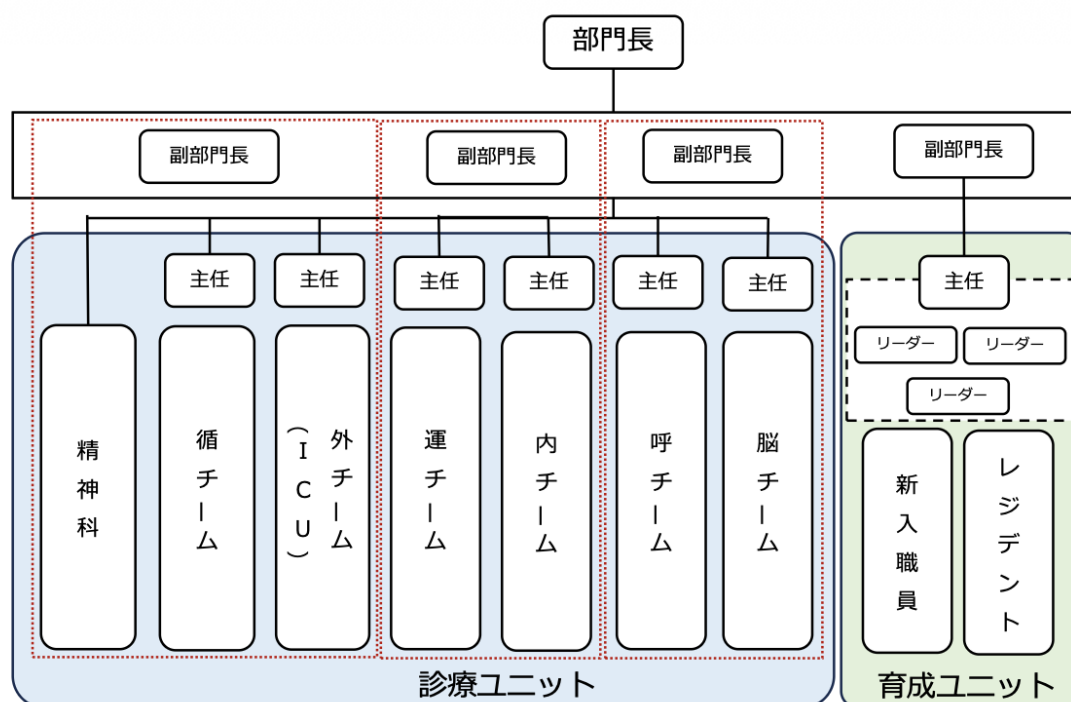 部門長
副部門長
副部門長
副部門長
副部門長
主任
主任
主任
主任
主任
主任
主任
リーダー
リーダー
リーダー
精神科
循チーム
外チーム
(ICU)
運チーム
内チーム
呼チーム
脳チーム
新入職員
レジデント
診療ユニット
育成ユニット